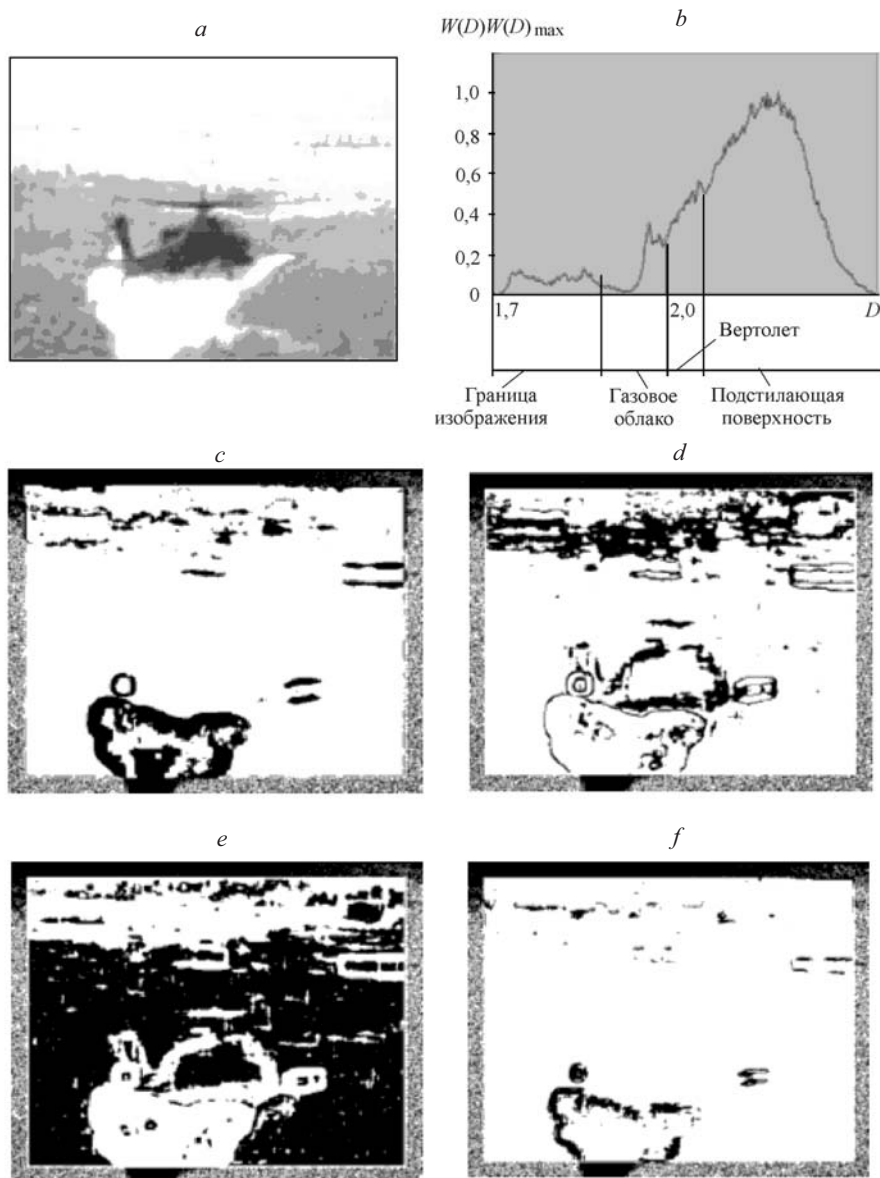 a
W(D)W(D) max
b
1,0
0,8
0,6
0,4
0,2
0
1,7
2,0
D
Вертолет
Граница
изображения
Газовое
облако
Подстилающая
поверхность
c
d
e
f